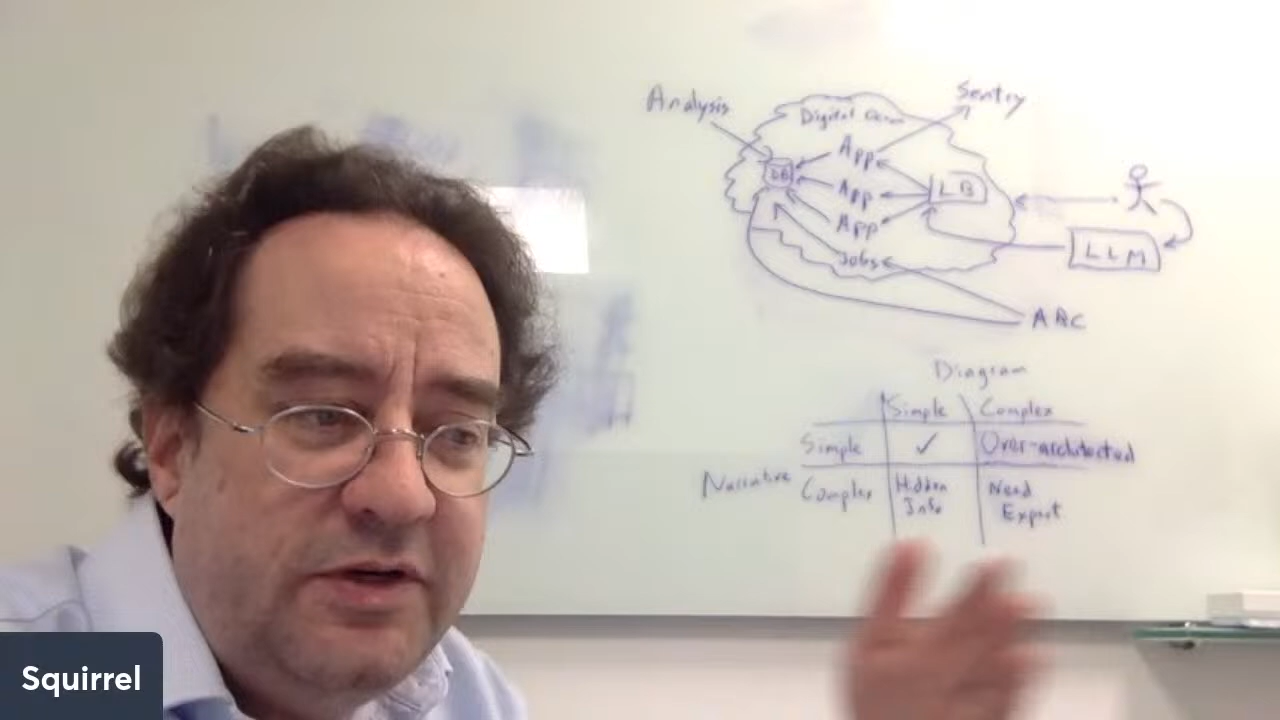 Analysis
Sentry
Digital Ocean
App
DB
App
LB
App
LLM
Jobs
ABC
Diagram
Simple Complex
Simple ✓ Over-architected
Narrative Complex Hidden Need
Info Expert
Squirrel